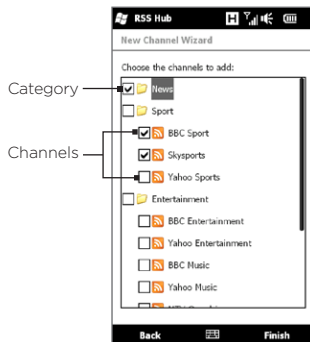 RSS Hub
H
New Channel Wizard
Choose the channels to add:
Category
News
Sport
BBC Sport
Channels
Skysports
Yahoo Sports
Entertainment
BBC Entertainment
Yahoo Entertainment
BBC Music
Yahoo Music
Back
Finish